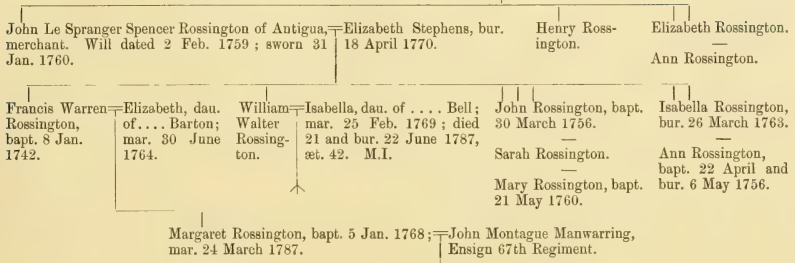 John Le Spranger Spencer Rossington of Antigua,
merchant. Will dated 2 Feb. 1759 ; sworn 31
Jan. 1760.
Elizabeth Stephens, bur.
18 April 1770.
Henry Ross-
ington.
Elizabeth Rossington.
—
Ann Rossington.
Francis Warren
Rossington,
bapt. 8 Jan.
1742.
Elizabeth, dau.
of . . . . Barton ;
mar. 30 June
1764.
William
Walter
Rossing-
ton.
Isabella, dau. of . . . . Bell ;
mar. 25 Feb. 1769 ; died
21 and bur. 22 June 1787,
æt. 42. M.I.
John Rossington, bapt.
30 March 1756.
—
Sarah Rossington.
—
Mary Rossington, bapt.
21 May 1760.
Isabella Rossington,
bur. 26 March 1763.
—
Ann Rossington,
bapt. 22 April and
bur. 6 May 1756.
Margaret Rossington, bapt. 5 Jan. 1768 ;
mar. 24 March 1787.
John Montague Manwarring,
Ensign 67th Regiment.